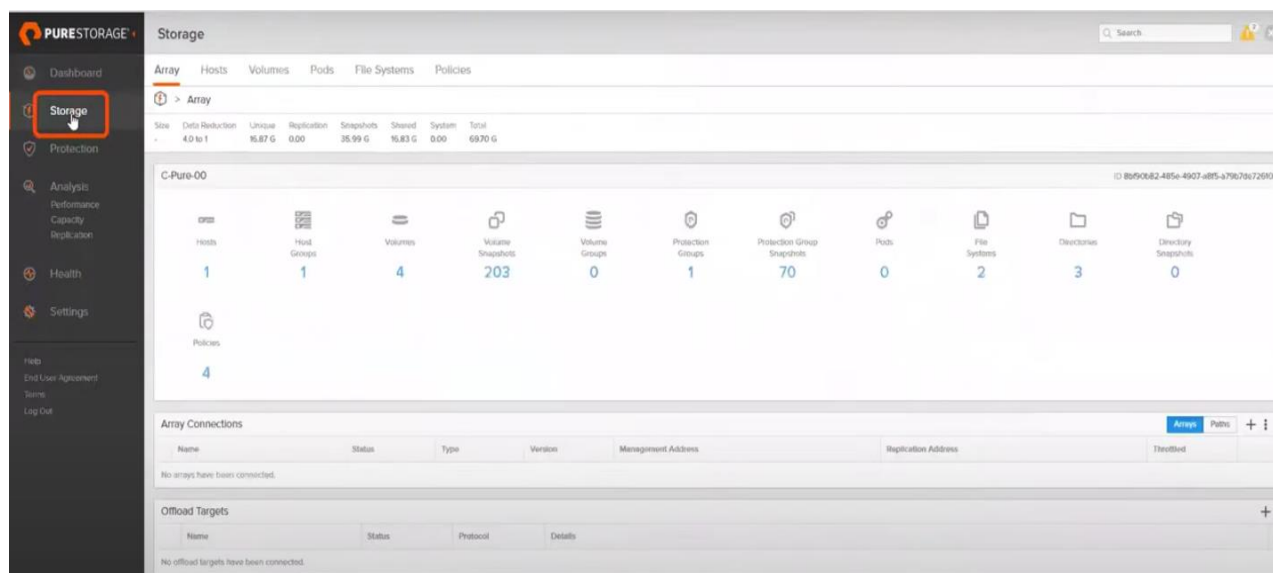 PURESTORAGE
Storage
Search
Dashboard
Storage
Protection
Analysis
Performance
Capacity
Replication
Health
Settings
Help
End User Agreement
Terms
Log Out
Array Hosts Volumes Pods File Systems Policies
> Array
Size Data Reduction Unique Replication Snapshots Shared System Total
- 4.0 to 1 16.87 G 0.00 35.99 G 16.83 G 0.00 69.70 G
C-Pure-00
Hosts
1
Host Groups
1
Volumes
4
Volume Snapshots
203
Volume Groups
0
Protection Groups
1
Protection Group Snapshots
70
Pods
0
File Systems
2
Directories
3
Directory Snapshots
0
Policies
4
Array Connections
Arrays Paths
Name Status Type Version Management Address Replication Address Throttled
No arrays have been connected.
Offload Targets
Name Status Protocol Details
No offload targets have been connected.